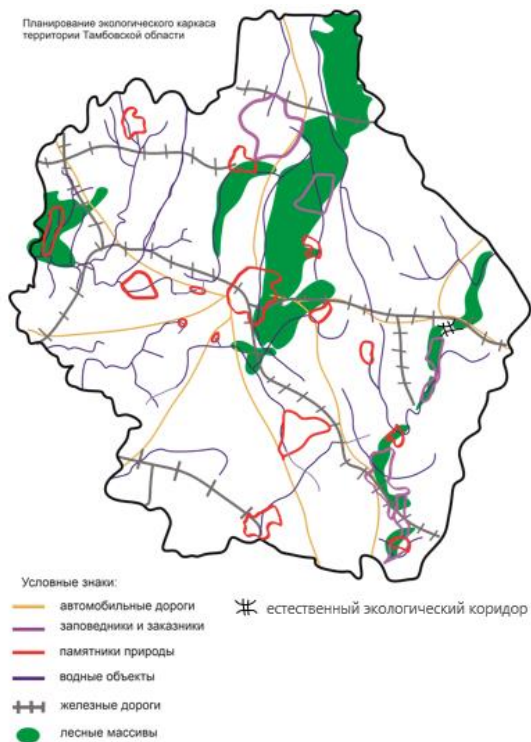 Планирование экологического каркаса
территории Тамбовской области
Условные знаки:
автомобильные дороги
заповедники и заказники
памятники природы
водные объекты
железные дороги
лесные массивы
естественный экологический коридор